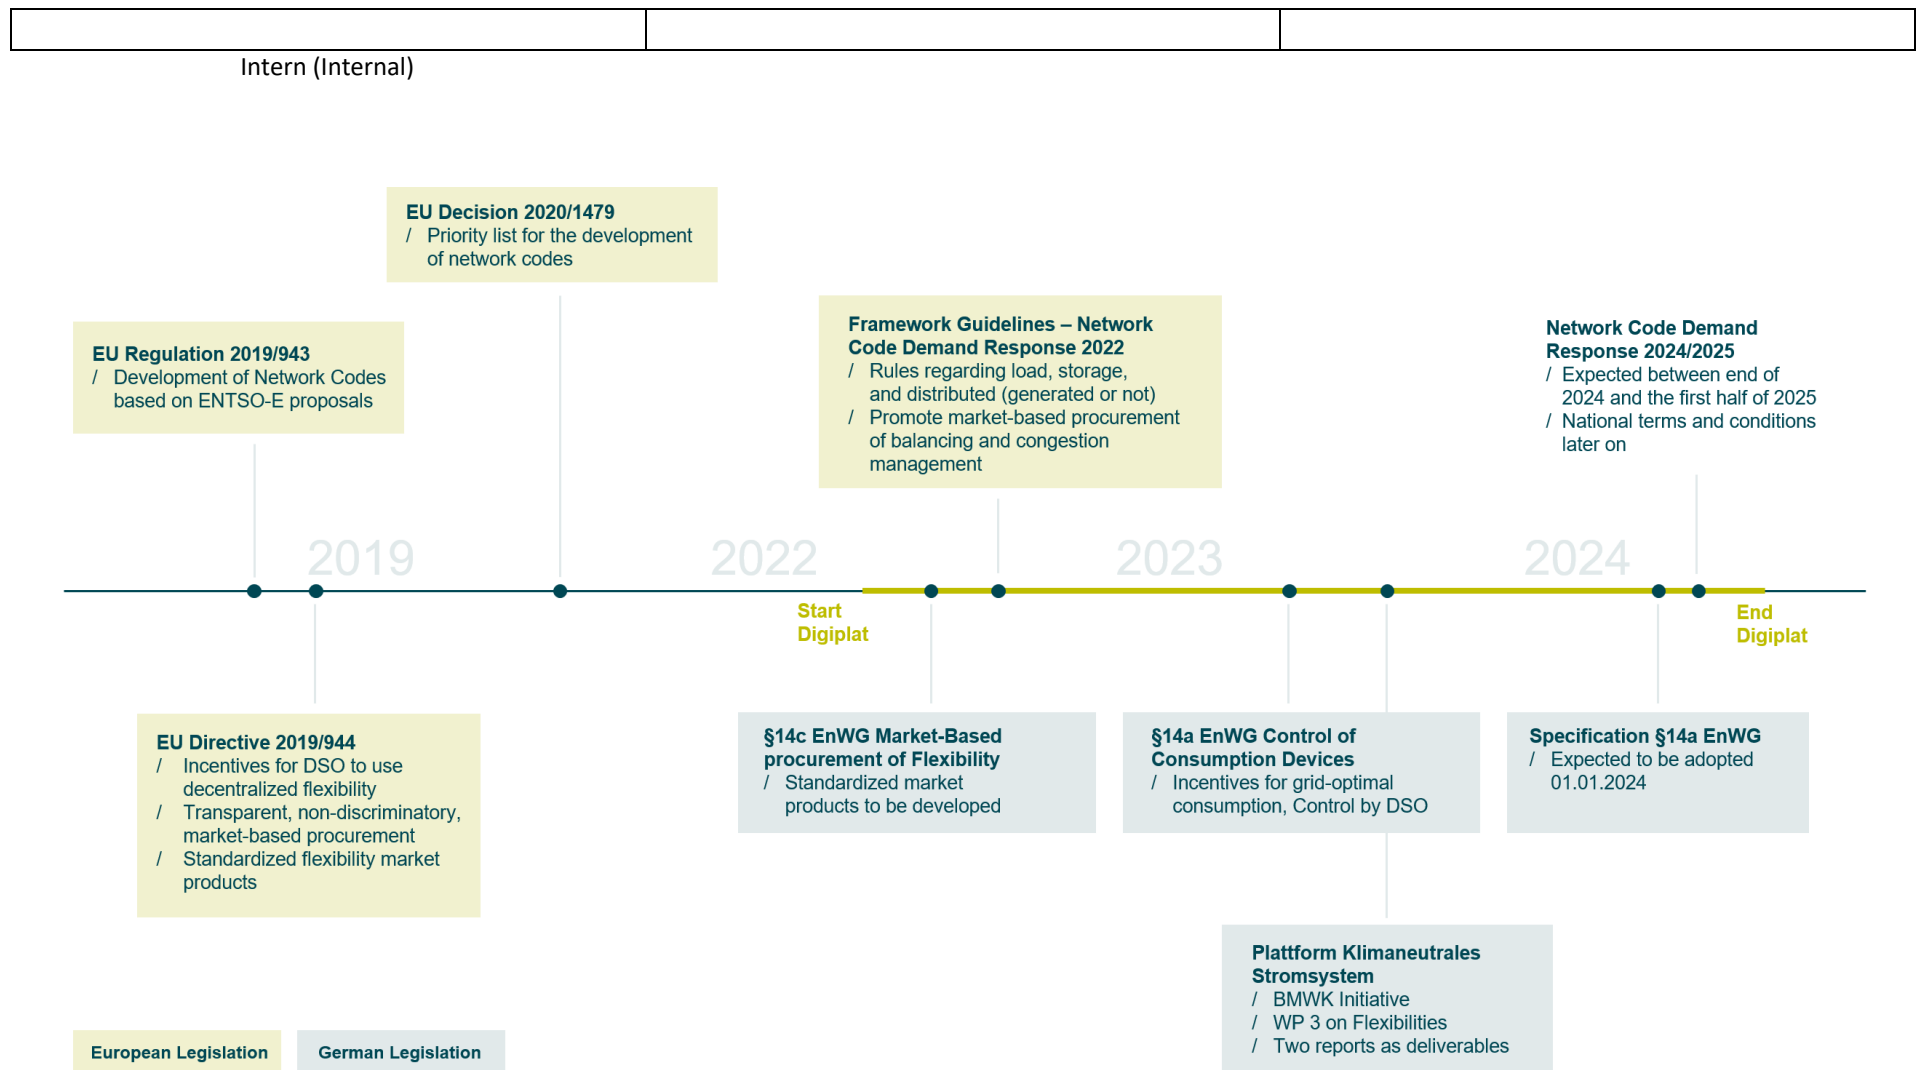 Intern (Internal)
EU Decision 2020/1479
/ Priority list for the development
of network codes
EU Regulation 2019/943
/ Development of Network Codes
based on ENTSO-E proposals
Framework Guidelines – Network
Code Demand Response 2022
/ Rules regarding load, storage,
and distributed (generated or not)
/ Promote market-based procurement
of balancing and congestion
management
Network Code Demand
Response 2024/2025
/ Expected between end of
2024 and the first half of 2025
/ National terms and conditions
later on
2019
2022
2023
2024
Start
Digiplat
End
Digiplat
EU Directive 2019/944
/ Incentives for DSO to use
decentralized flexibility
/ Transparent, non-discriminatory,
market-based procurement
/ Standardized flexibility market
products
§14c EnWG Market-Based
procurement of Flexibility
/ Standardized market
products to be developed
§14a EnWG Control of
Consumption Devices
/ Incentives for grid-optimal
consumption, Control by DSO
Specification §14a EnWG
/ Expected to be adopted
01.01.2024
Plattform Klimaneutrales
Stromsystem
/ BMWK Initiative
/ WP 3 on Flexibilities
/ Two reports as deliverables
European Legislation
German Legislation